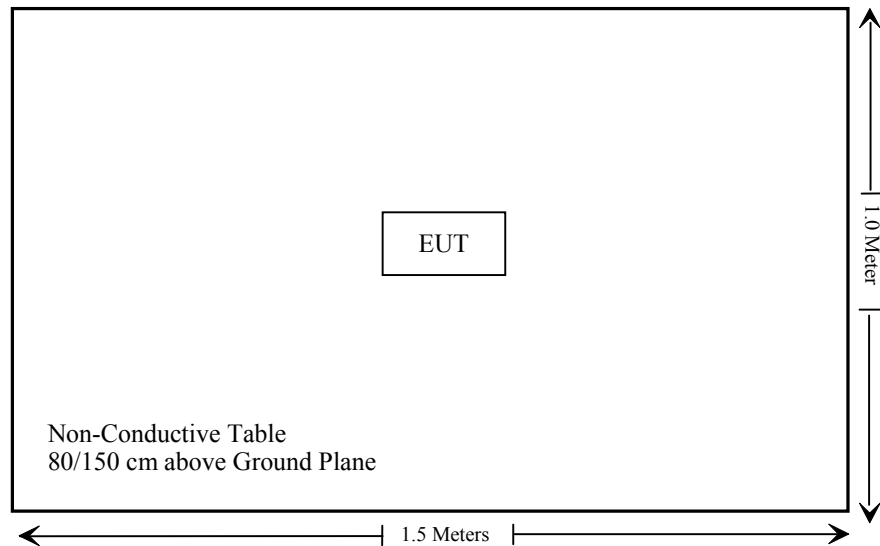 EUT
1.0 Meter
Non-Conductive Table
80/150 cm above Ground Plane
1.5 Meters